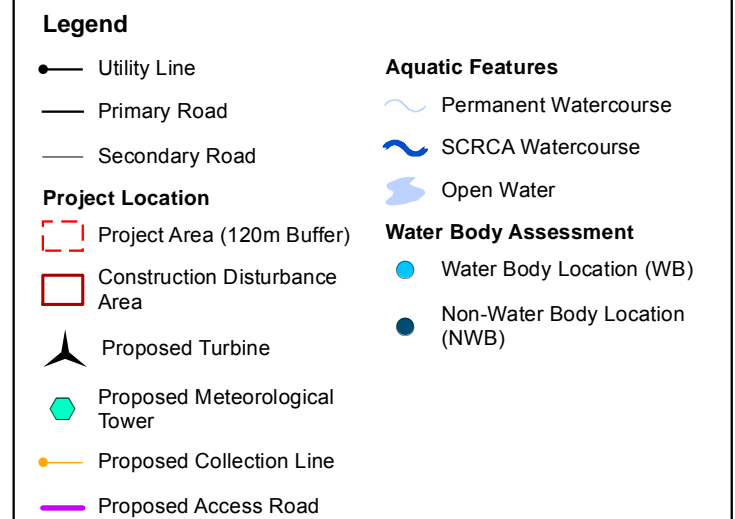 Legend
Utility Line
Primary Road
Secondary Road
Project Location
Project Area (120m Buffer)
Construction Disturbance
Area
Proposed Turbine
Proposed Meteorological
Tower
Proposed Collection Line
Proposed Access Road
Aquatic Features
Permanent Watercourse
SCRCA Watercourse
Open Water
Water Body Assessment
Water Body Location (WB)
Non-Water Body Location
(NWB)